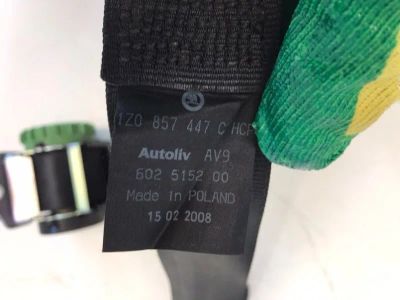 1Z0 857 447 C HCP
Autoliv AV9
602 5152 00
Made in POLAND
15 02 2008